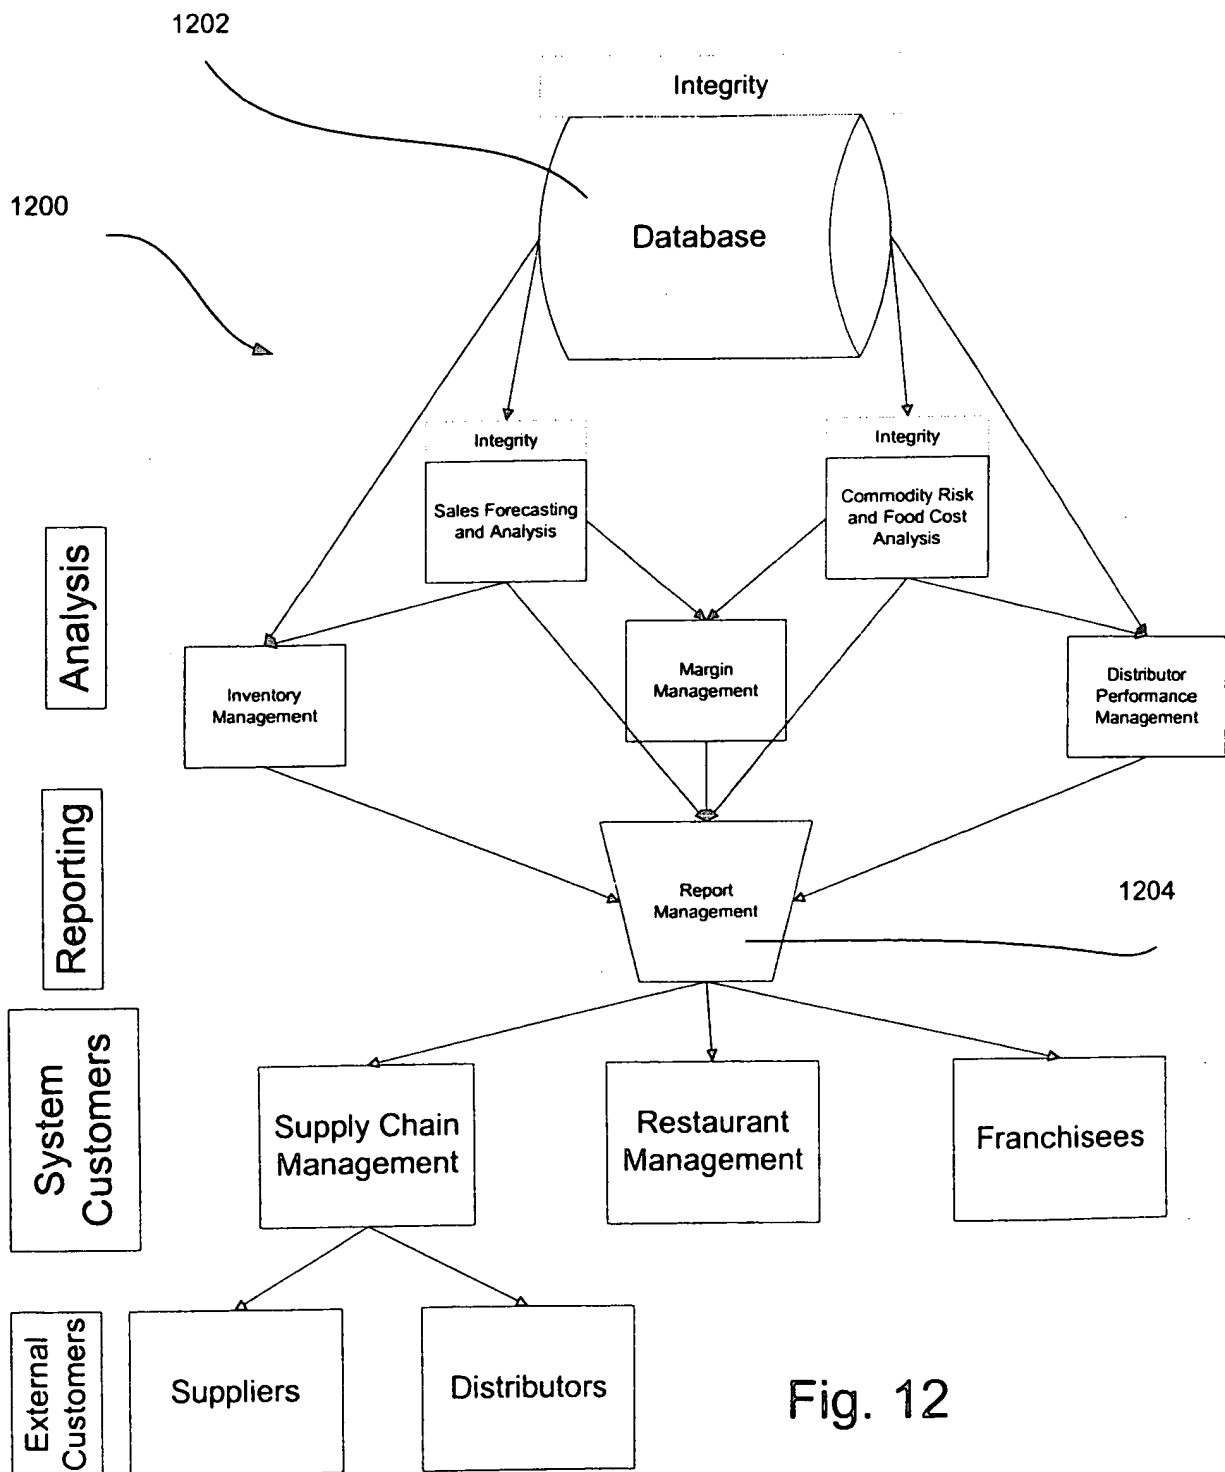 1202
Integrity
1200
Database
Integrity
Integrity
Sales Forecasting
and Analysis
Commodity Risk
and Food Cost
Analysis
Analysis
Inventory
Management
Margin
Management
Distributor
Performance
Management
Reporting
Report
Management
1204
System
Customers
Supply Chain
Management
Restaurant
Management
Franchisees
External
Customers
Suppliers
Distributors
Fig. 12